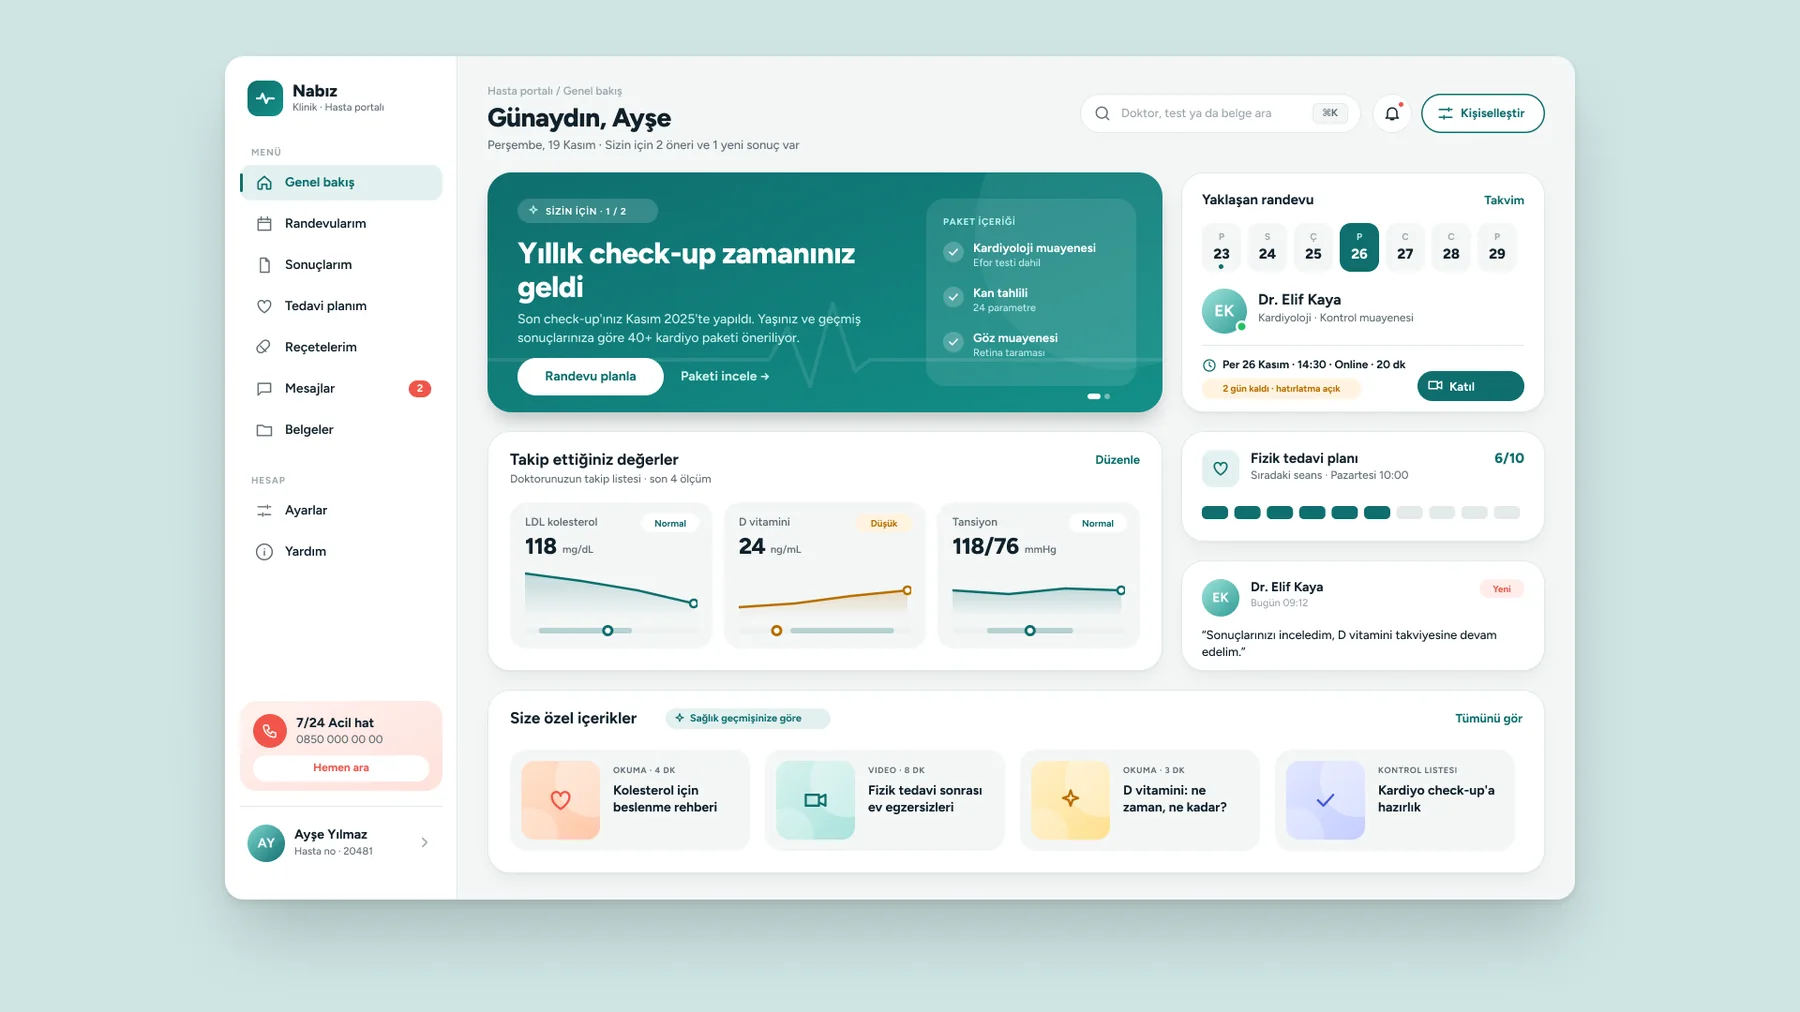 Nabız
Klinik · Hasta portalı
MENÜ
Genel bakış
Randevularım
Sonuçlarım
Tedavi planım
Reçetelerim
Mesajlar
2
Belgeler
HESAP
Ayarlar
Yardım
7/24 Acil hat
0850 000 00 00
Hemen ara
AY
Ayşe Yılmaz
Hasta no · 20481
Hasta portalı / Genel bakış
Günaydın, Ayşe
Perşembe, 19 Kasım · Sizin için 2 öneri ve 1 yeni sonuç var
Doktor, test ya da belge ara
⌘K
Kişiselleştir
SİZİN İÇİN · 1 / 2
Yıllık check-up zamanınız
geldi
Son check-up'ınız Kasım 2025'te yapıldı. Yaşınız ve geçmiş
sonuçlarınıza göre 40+ kardiyo paketi öneriliyor.
Randevu planla
Paketi incele →
PAKET İÇERİĞİ
Kardiyoloji muayenesi
Efor testi dahil
Kan tahlili
24 parametre
Göz muayenesi
Retina taraması
Yaklaşan randevu
Takvim
P S Ç P C C P
23 24 25 26 27 28 29
EK
Dr. Elif Kaya
Kardiyoloji · Kontrol muayenesi
Per 26 Kasım · 14:30 · Online · 20 dk
2 gün kaldı · hatırlatma açık
Katıl
Takip ettiğiniz değerler
Doktorunuzun takip listesi · son 4 ölçüm
Düzenle
LDL kolesterol
Normal
118 mg/dL
D vitamini
Düşük
24 ng/mL
Tansiyon
Normal
118/76 mmHg
Fizik tedavi planı
Sıradaki seans · Pazartesi 10:00
6/10
EK
Dr. Elif Kaya
Bugün 09:12
Yeni
“Sonuçlarınızı inceledim, D vitamini takviyesine devam
edelim.”
Size özel içerikler
Sağlık geçmişinize göre
Tümünü gör
OKUMA · 4 DK
Kolesterol için
beslenme rehberi
VIDEO · 8 DK
Fizik tedavi sonrası
ev egzersizleri
OKUMA · 3 DK
D vitamini: ne
zaman, ne kadar?
KONTROL LISTESI
Kardiyo check-up'a
hazırlık